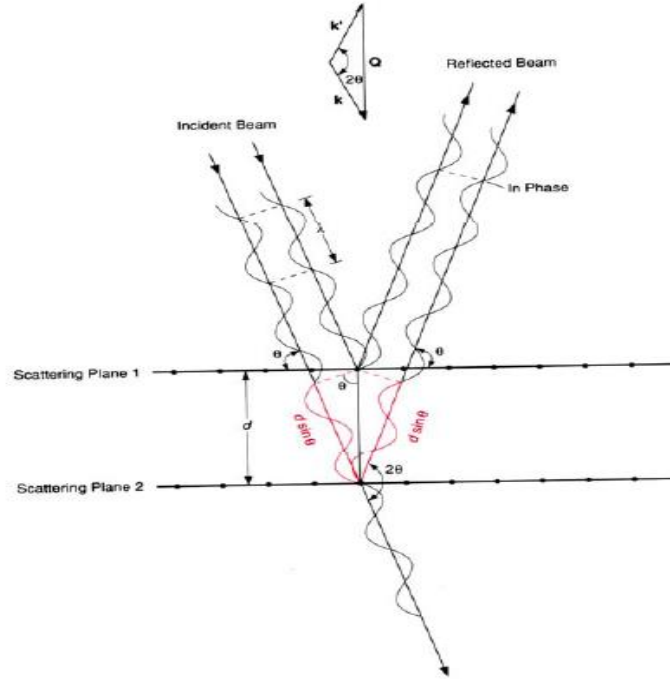 k'
Q
2θ
k
Reflected Beam
Incident Beam
In Phase
λ
θ
θ
Scattering Plane 1
θ
d
d sinθ
d sinθ
2θ
Scattering Plane 2